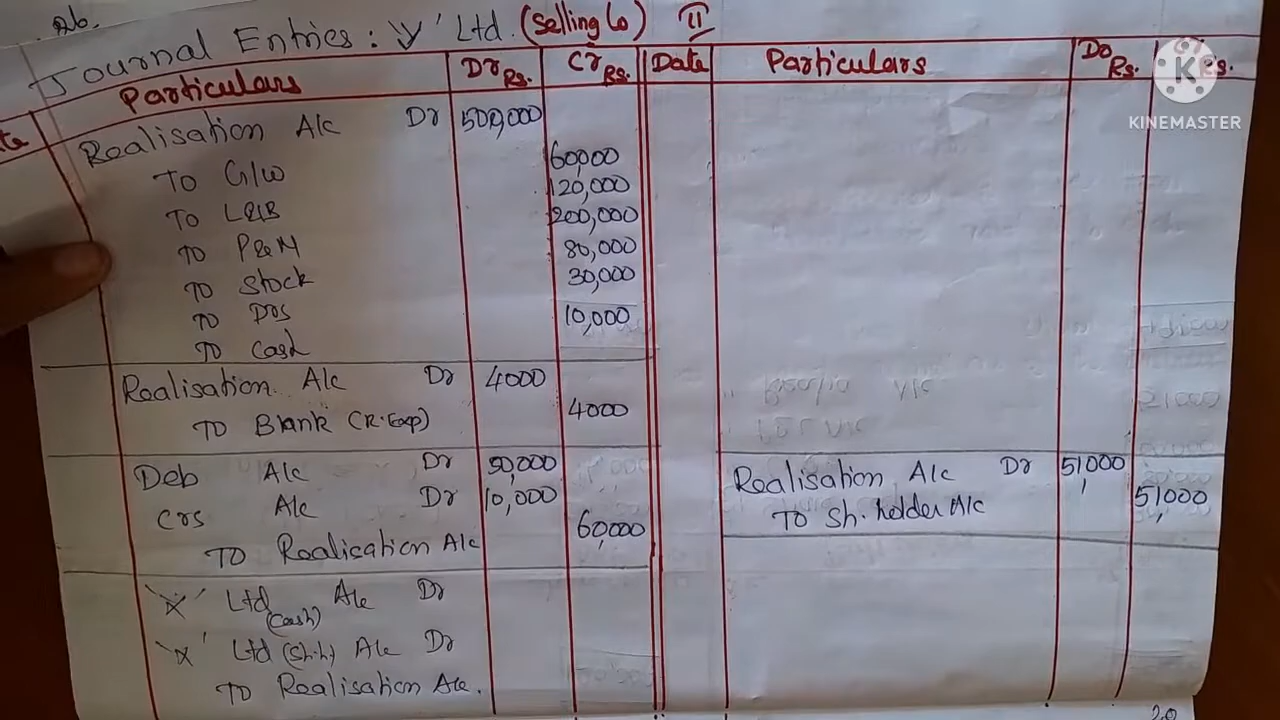 Journal Entries: 'Y' Ltd. (Selling Co) II
Particulars Dr Rs. Cr Rs. Date Particulars Dr Rs. Rs.
KINEMASTER
Realisation A/c Dr 500,000
To G/W 60,000
To L&B 120,000
To P&M 200,000
To Stock 80,000
To Drs 30,000
To Cash 10,000
Realisation A/c Dr 4000
To Bank (R.Exp) 4000
Deb A/c Dr 50,000
Crs A/c Dr 10,000
To Realisation A/c 60,000
'X' Ltd (Cash) A/c Dr
'X' Ltd (Sh.h) A/c Dr
To Realisation A/c.
Realisation A/c Dr 51,000
To Sh. holder A/c 51,000
20